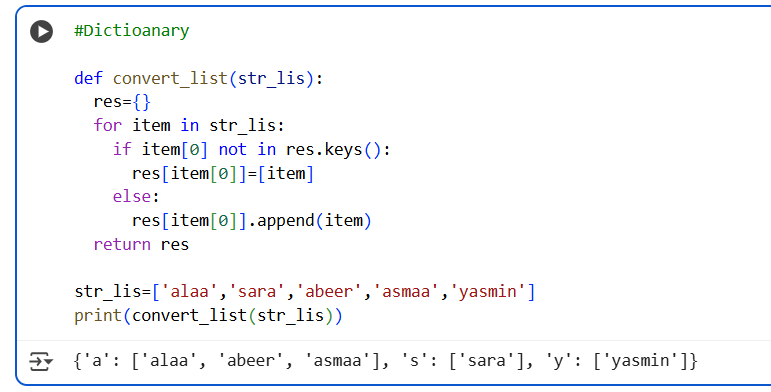 #Dictioanary
def convert_list(str_lis):
  res={}
  for item in str_lis:
    if item[0] not in res.keys():
      res[item[0]]=[item]
    else:
      res[item[0]].append(item)
  return res
str_lis=['alaa','sara','abeer','asmaa','yasmin']
print(convert_list(str_lis))
{'a': ['alaa', 'abeer', 'asmaa'], 's': ['sara'], 'y': ['yasmin']}